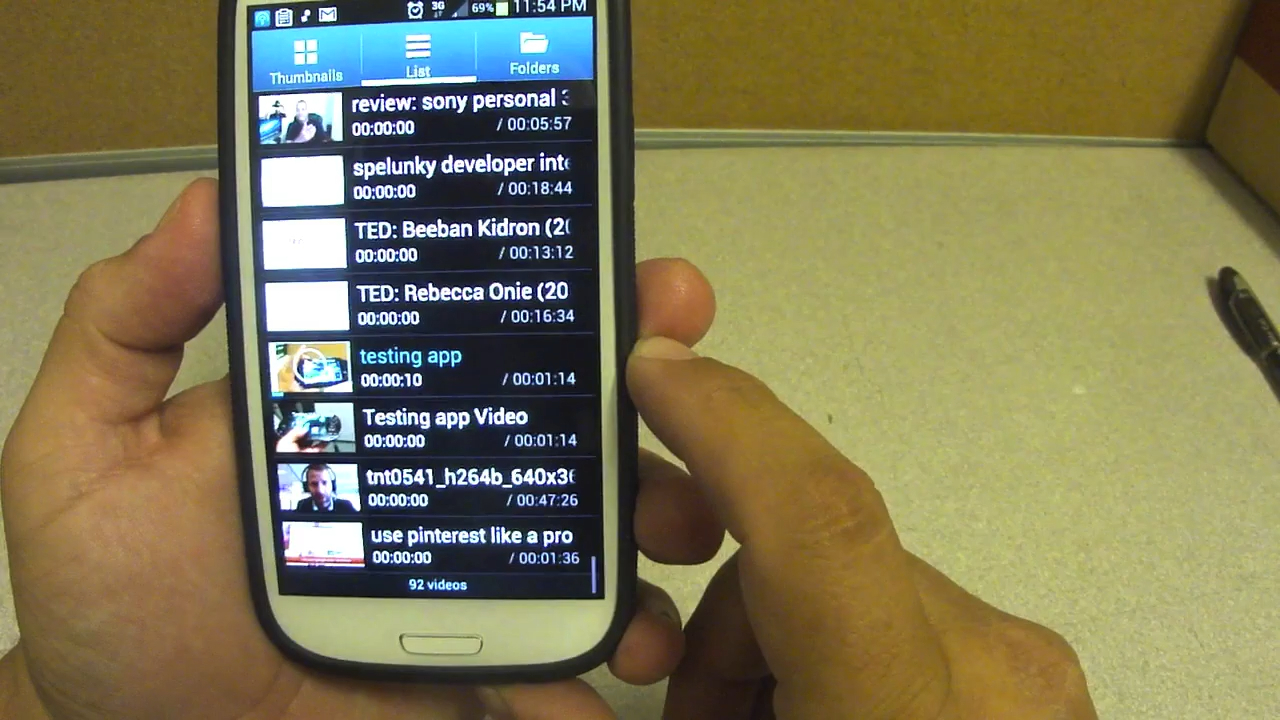 3G 69% 11:54 PM
Thumbnails List Folders
review: sony personal 3
00:00:00 / 00:05:57
spelunky developer inte
00:00:00 / 00:18:44
TED: Beeban Kidron (20
00:00:00 / 00:13:12
TED: Rebecca Onie (20
00:00:00 / 00:16:34
testing app
00:00:10 / 00:01:14
Testing app Video
00:00:00 / 00:01:14
tnt0541_h264b_640x36
00:00:00 / 00:47:26
use pinterest like a pro
00:00:00 / 00:01:36
92 videos